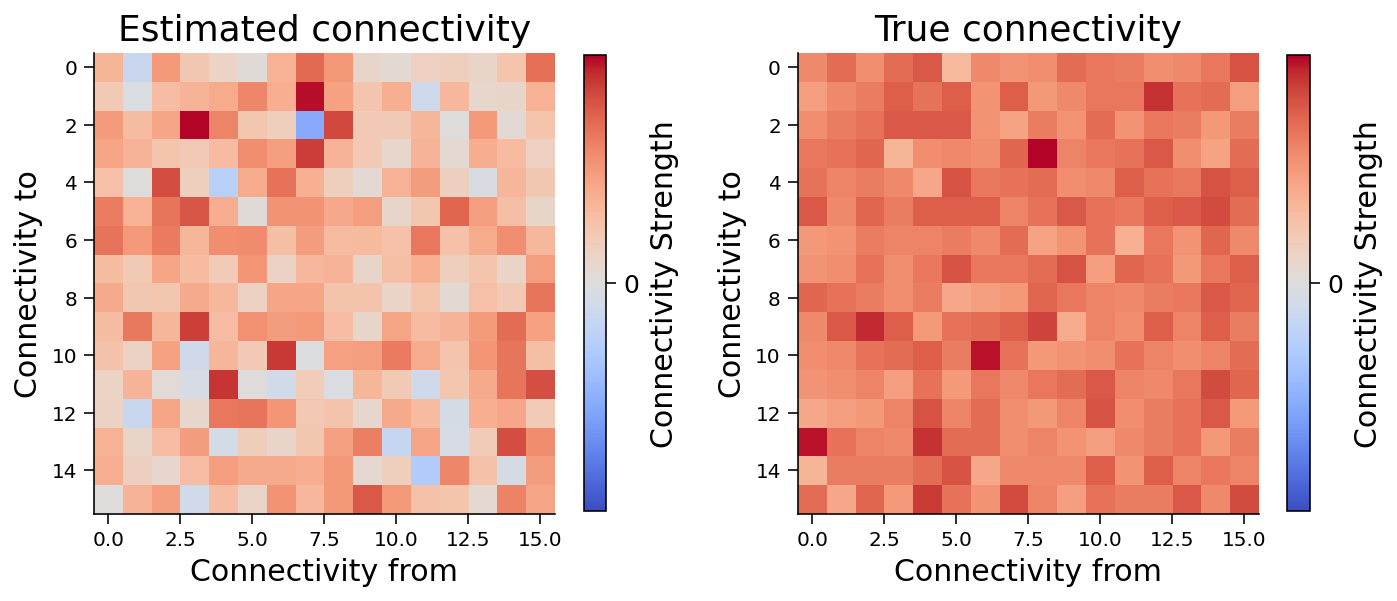 Estimated connectivity
0
2
4
6
8
10
12
14
Connectivity to
0.0 2.5 5.0 7.5 10.0 12.5 15.0
Connectivity from
0
Connectivity Strength
True connectivity
0
2
4
6
8
10
12
14
Connectivity to
0.0 2.5 5.0 7.5 10.0 12.5 15.0
Connectivity from
0
Connectivity Strength